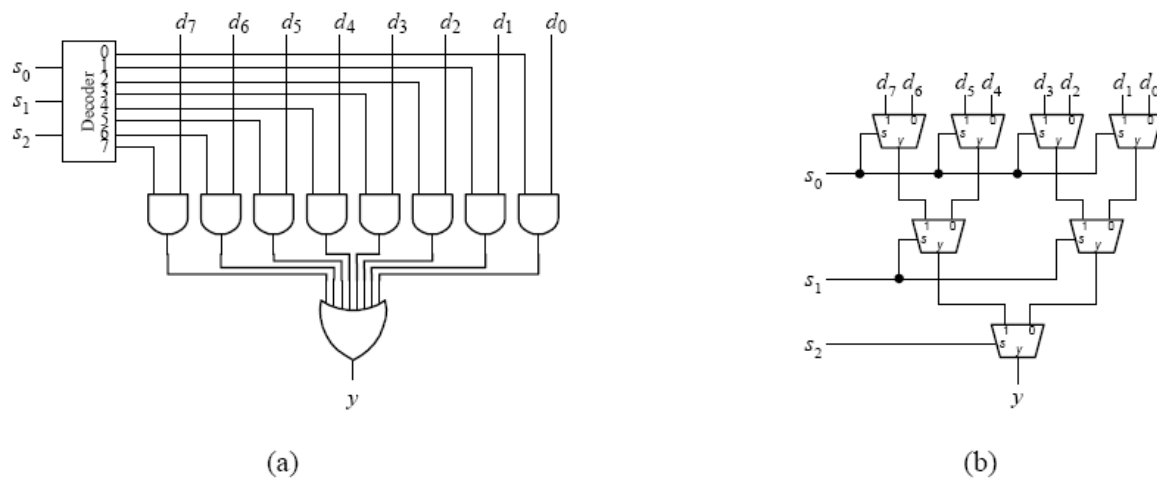 d7 d6 d5 d4 d3 d2 d1 d0
s0
s1
s2
Decoder
0
1
2
3
4
5
6
7
y
(a)
d7 d6 d5 d4 d3 d2 d1 d0
1 0 1 0 1 0 1 0
s y s y s y s y
s0
1 0 1 0
s y s y
s1
1 0
s2
s y
y
(b)